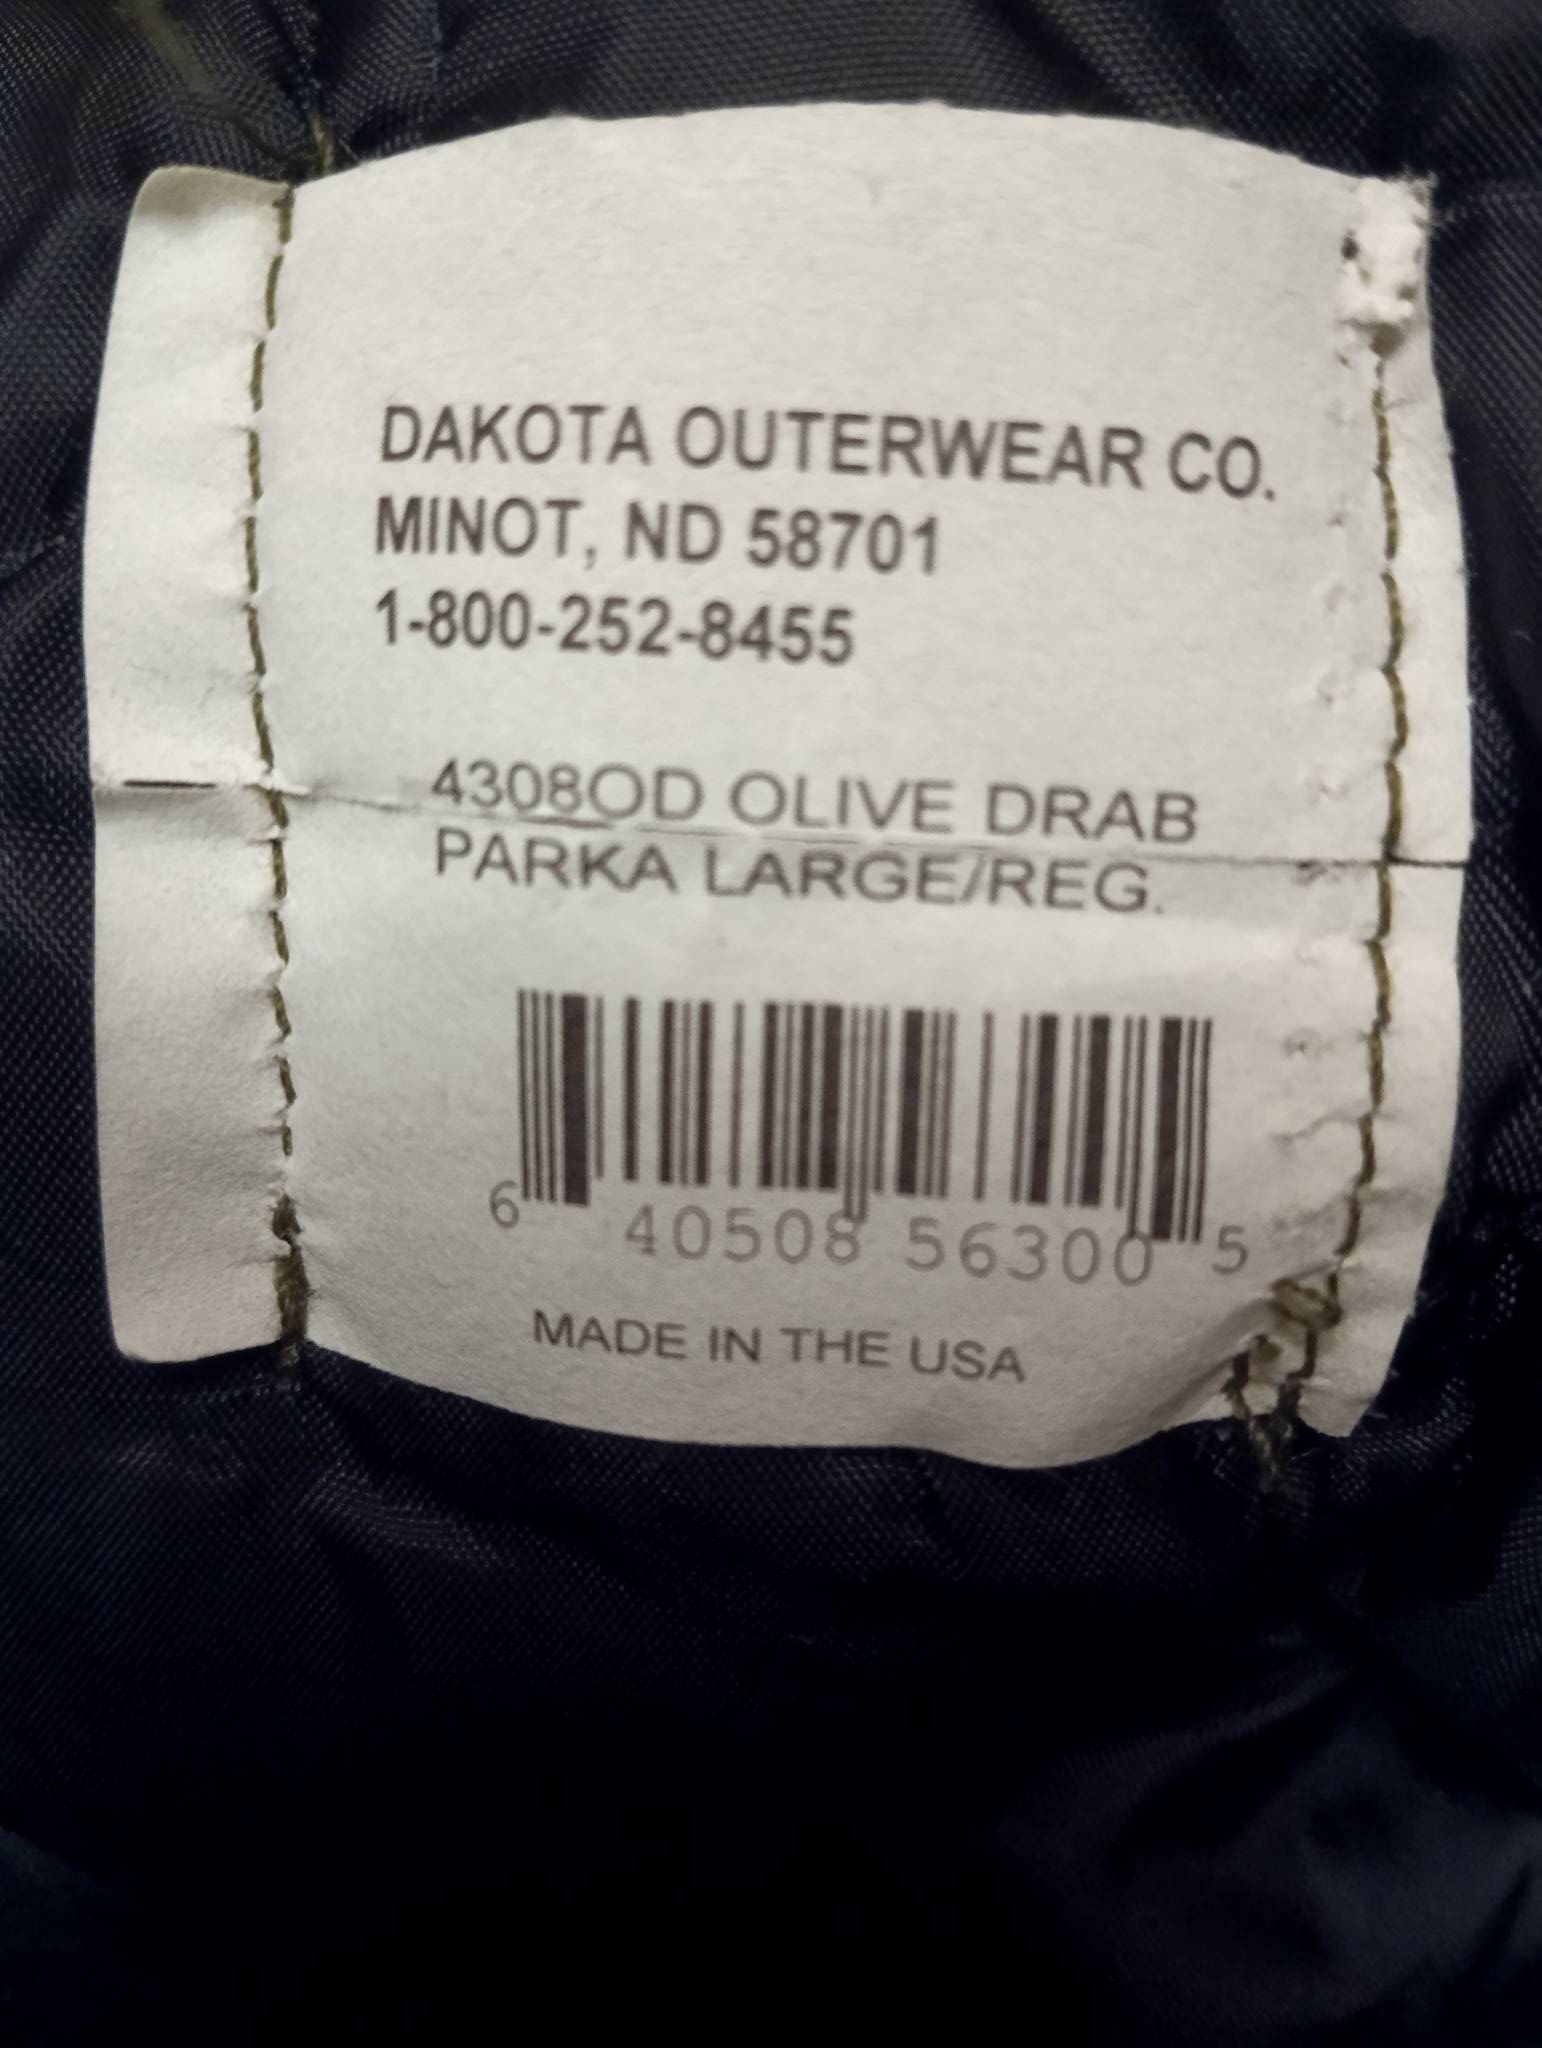 DAKOTA OUTERWEAR CO.
MINOT, ND 58701
1-800-252-8455
4308OD OLIVE DRAB
PARKA LARGE/REG.
6 40508 56300 5
MADE IN THE USA